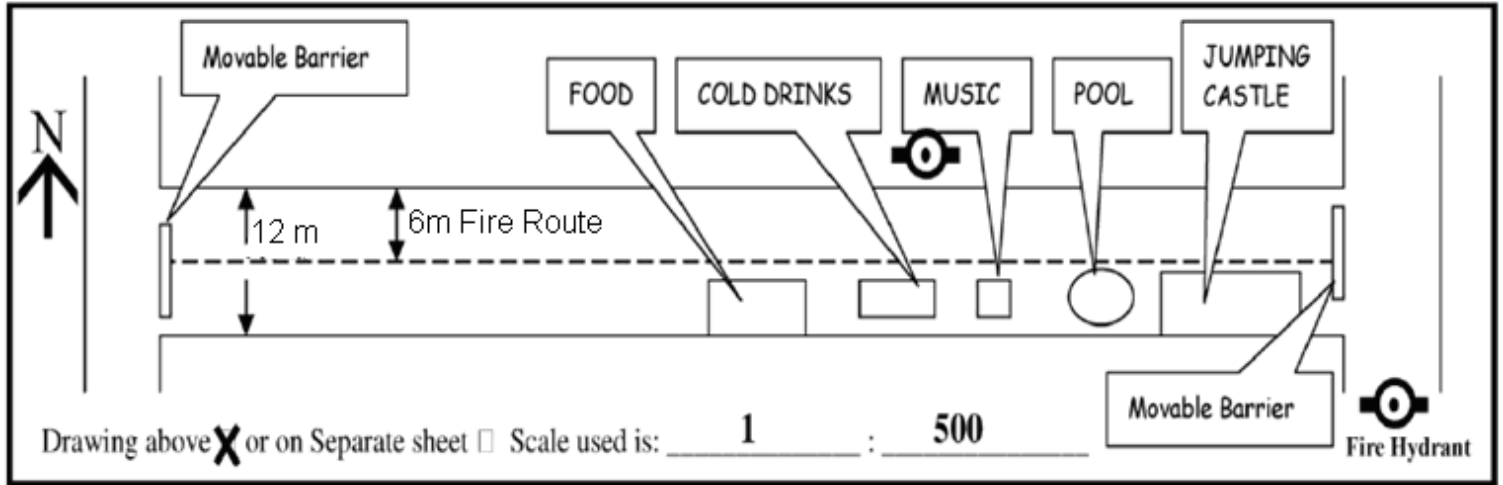 Movable Barrier
FOOD
COLD DRINKS
MUSIC
POOL
JUMPING
CASTLE
N
12 m
6m Fire Route
Movable Barrier
Drawing above X or on Separate sheet □ Scale used is: 1 : 500
Fire Hydrant